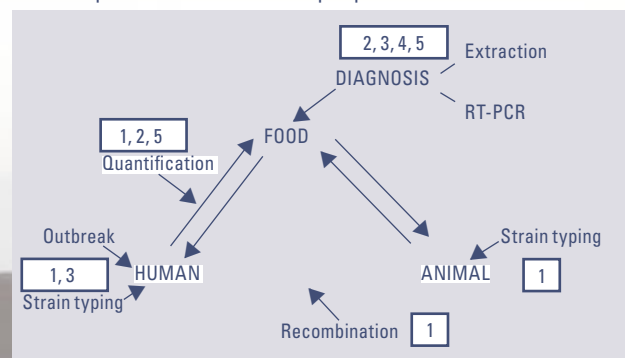 2, 3, 4, 5
Extraction
DIAGNOSIS
RT-PCR
FOOD
1, 2, 5
Quantification
Outbreak
HUMAN
1, 3
Strain typing
Strain typing
ANIMAL
1
Recombination
1